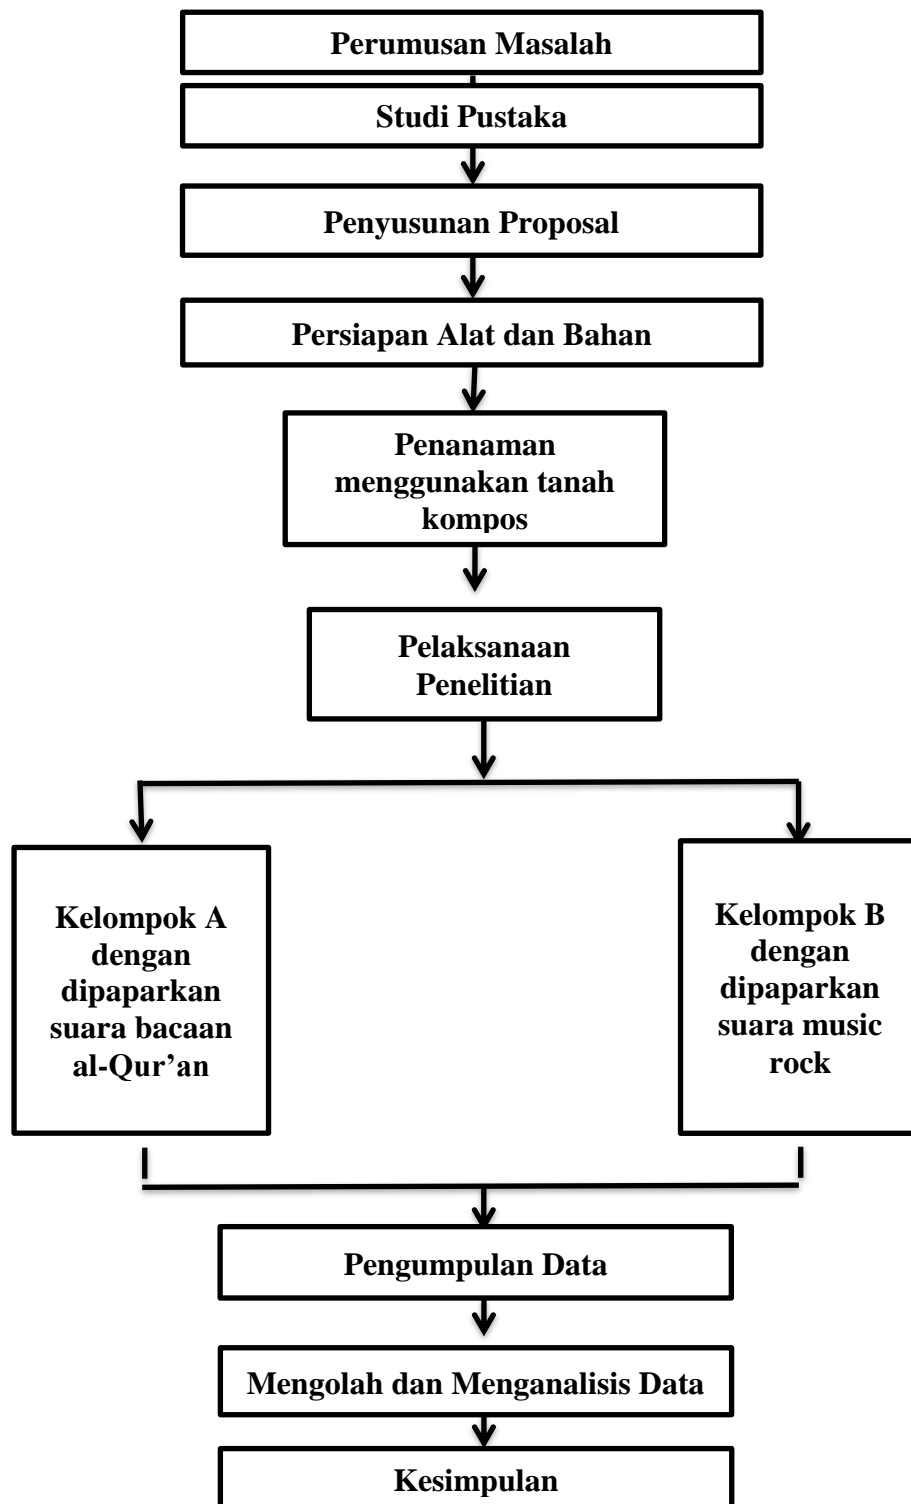 Perumusan Masalah
Studi Pustaka
Penyusunan Proposal
Persiapan Alat dan Bahan
Penanaman
menggunakan tanah
kompos
Pelaksanaan
Penelitian
Kelompok A
dengan
dipaparkan
suara bacaan
al-Qur’an
Kelompok B
dengan
dipaparkan
suara music
rock
Pengumpulan Data
Mengolah dan Menganalisis Data
Kesimpulan